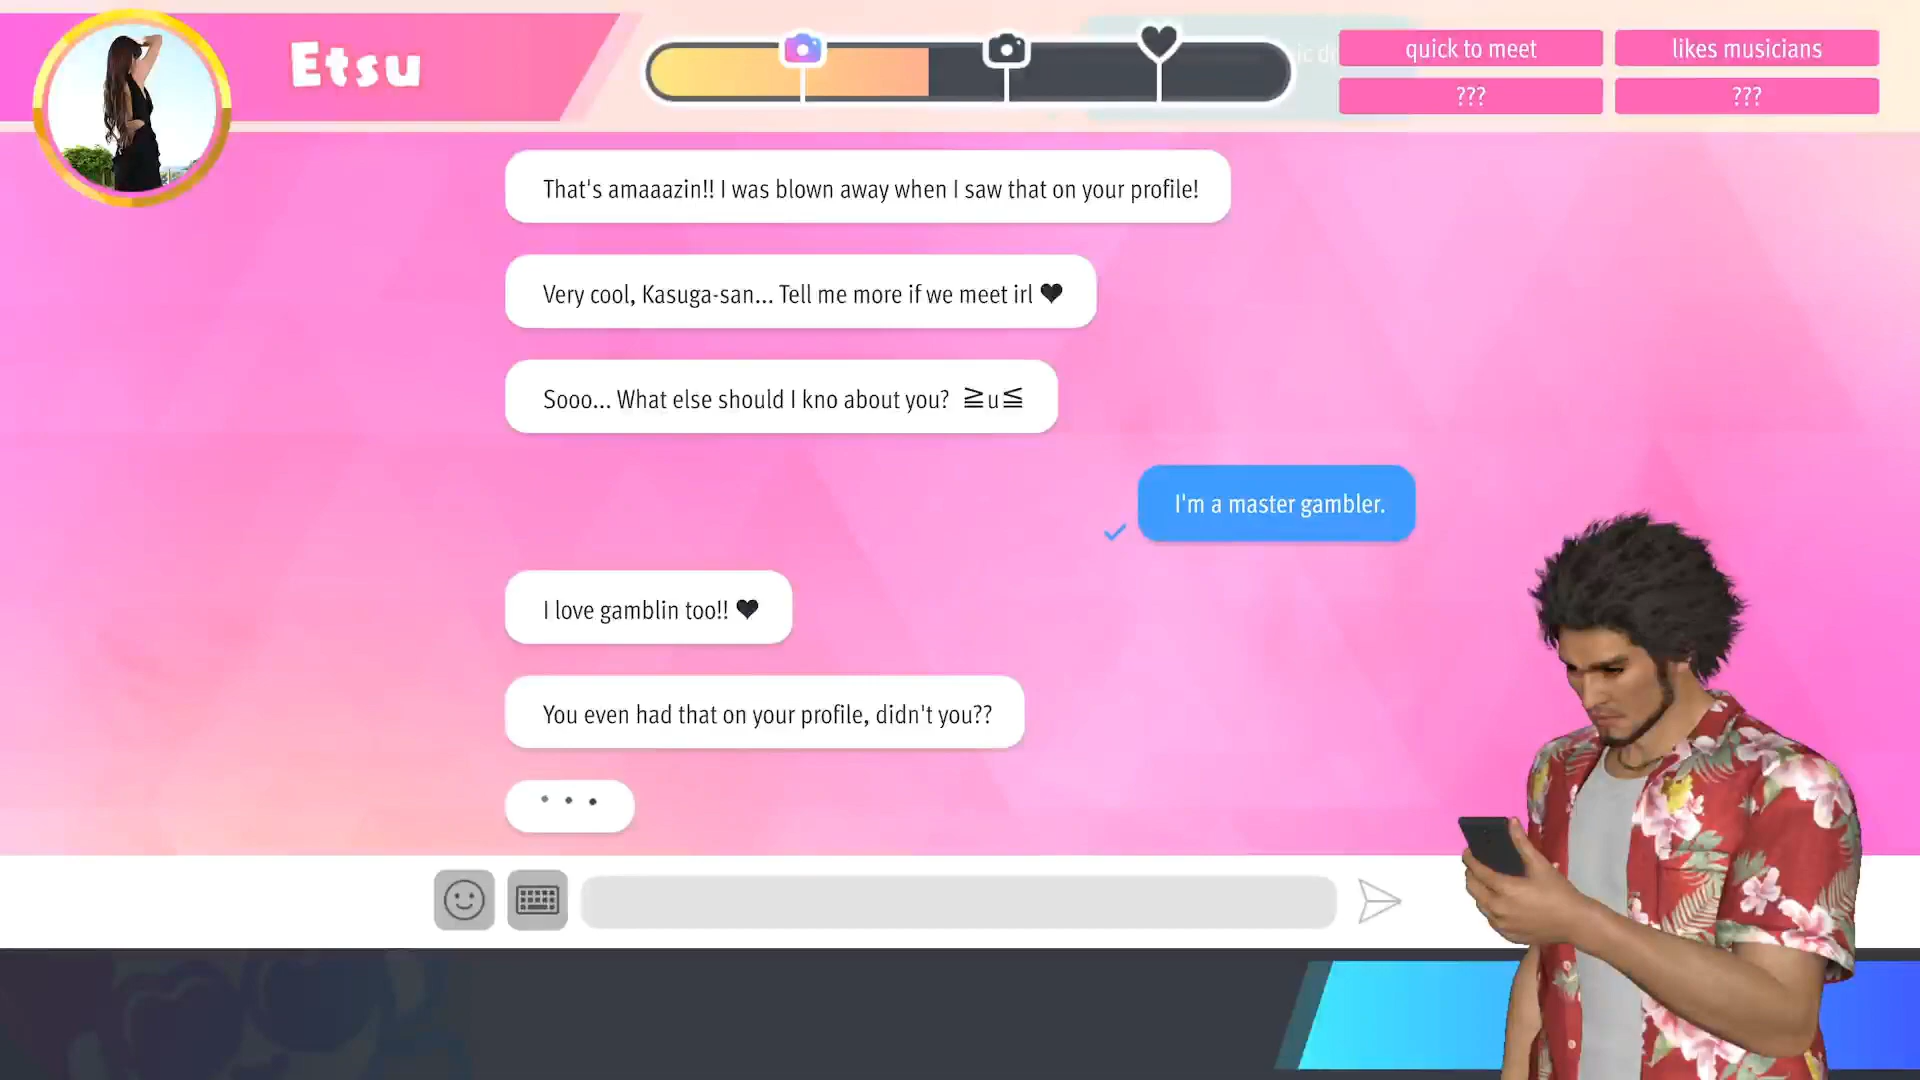 Etsu
quick to meet
likes musicians
???
???
That's amaaazin!! I was blown away when I saw that on your profile!
Very cool, Kasuga-san... Tell me more if we meet irl ♥
Sooo... What else should I kno about you? ≧u≦
I'm a master gambler.
I love gamblin too!! ♥
You even had that on your profile, didn't you??